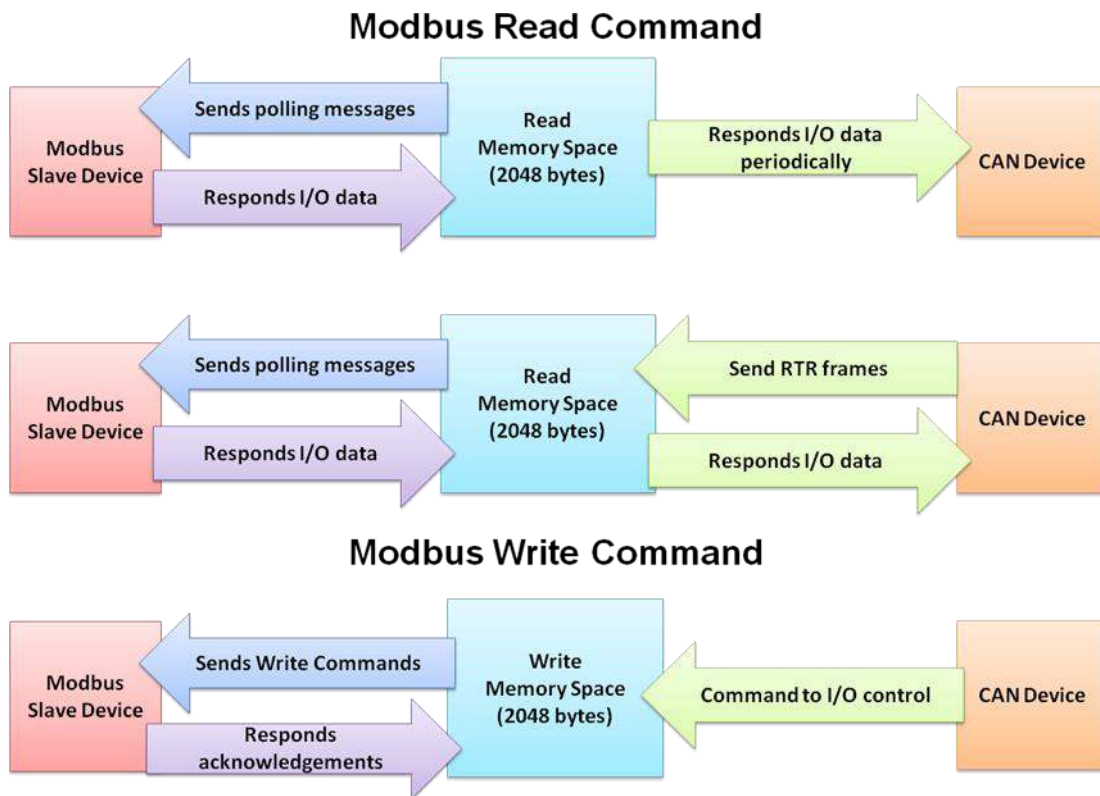 Modbus Read Command
Sends polling messages
Modbus
Slave Device
Responds I/O data
Read
Memory Space
(2048 bytes)
Responds I/O data
periodically
CAN Device
Sends polling messages
Modbus
Slave Device
Responds I/O data
Read
Memory Space
(2048 bytes)
Send RTR frames
Responds I/O data
CAN Device
Modbus Write Command
Sends Write Commands
Modbus
Slave Device
Responds
acknowledgements
Write
Memory Space
(2048 bytes)
Command to I/O control
CAN Device